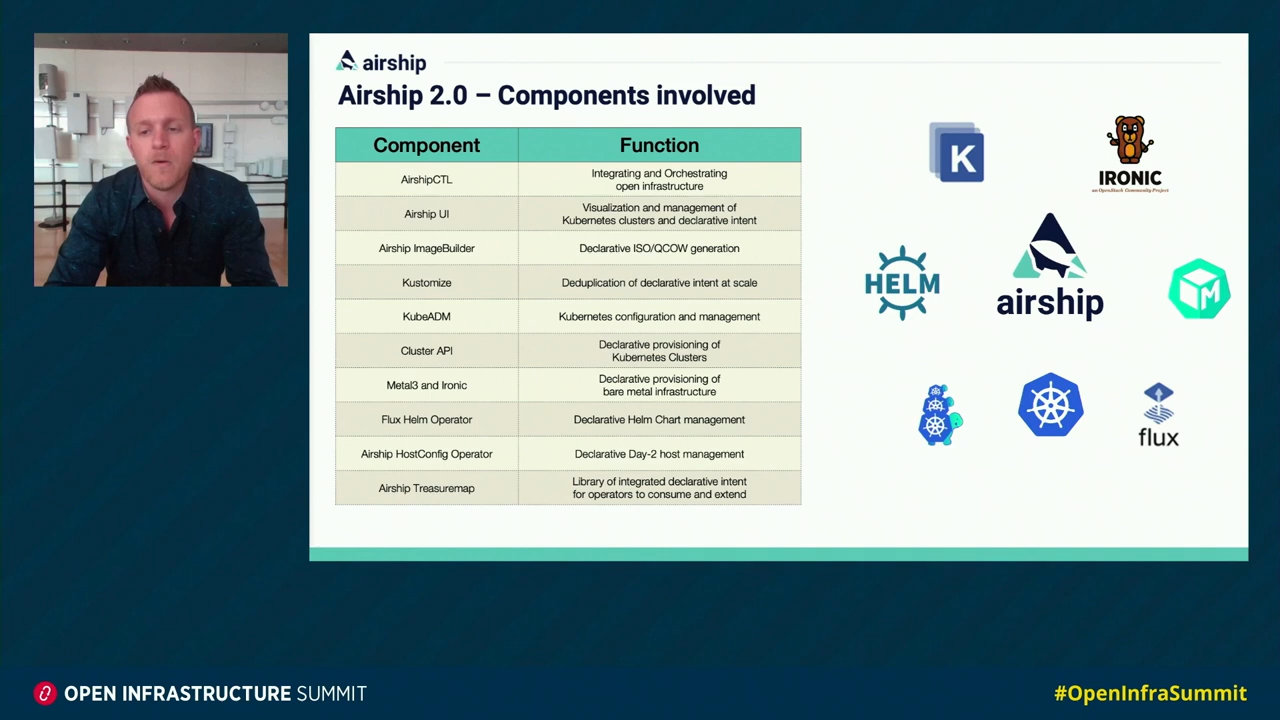 airship
Airship 2.0 – Components involved
Component Function
AirshipCTL Integrating and Orchestrating
open infrastructure
Airship UI Visualization and management of
Kubernetes clusters and declarative intent
Airship ImageBuilder Declarative ISO/QCOW generation
Kustomize Deduplication of declarative intent at scale
KubeADM Kubernetes configuration and management
Cluster API Declarative provisioning of
Kubernetes Clusters
Metal3 and Ironic Declarative provisioning of
bare metal infrastructure
Flux Helm Operator Declarative Helm Chart management
Airship HostConfig Operator Declarative Day-2 host management
Airship Treasuremap Library of integrated declarative intent
for operators to consume and extend
K
IRONIC
an OpenStack Community Project
HELM
airship
M
flux
OPEN INFRASTRUCTURE SUMMIT
#OpenInfraSummit